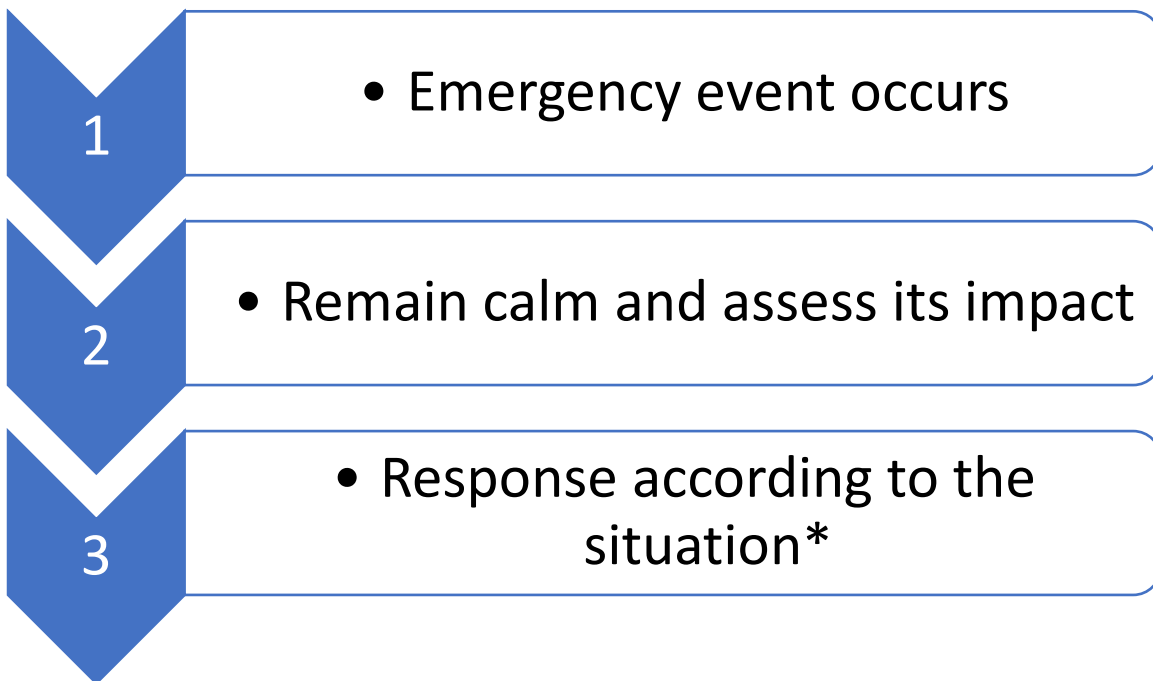 1
• Emergency event occurs
2
• Remain calm and assess its impact
3
• Response according to the
situation*